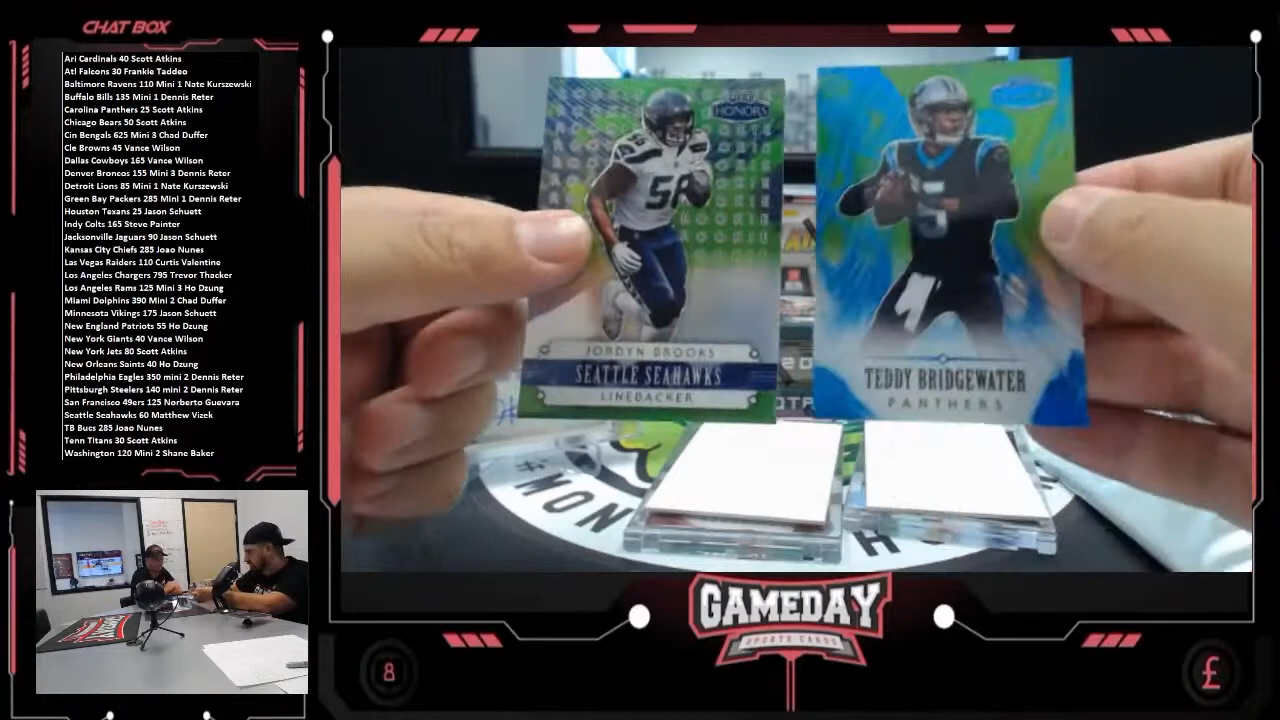 CHAT BOX
Ari Cardinals 40 Scott Atkins
Atl Falcons 30 Frankie Taddeo
Baltimore Ravens 110 Mini 1 Nate Kurszewski
Buffalo Bills 135 Mini 1 Dennis Reter
Carolina Panthers 25 Scott Atkins
Chicago Bears 50 Scott Atkins
Cin Bengals 625 Mini 3 Chad Duffer
Cle Browns 45 Vance Wilson
Dallas Cowboys 165 Vance Wilson
Denver Broncos 155 Mini 3 Dennis Reter
Detroit Lions 85 Mini 1 Nate Kurszewski
Green Bay Packers 285 Mini 1 Dennis Reter
Houston Texans 25 Jason Schuett
Indy Colts 165 Steve Painter
Jacksonville Jaguars 90 Jason Schuett
Kansas City Chiefs 285 Joao Nunes
Las Vegas Raiders 110 Curtis Valentine
Los Angeles Chargers 795 Trevor Thacker
Los Angeles Rams 125 Mini 3 Ho Dzung
Miami Dolphins 390 Mini 2 Chad Duffer
Minnesota Vikings 175 Jason Schuett
New England Patriots 55 Ho Dzung
New York Giants 40 Vance Wilson
New York Jets 80 Scott Atkins
New Orleans Saints 40 Ho Dzung
Philadelphia Eagles 350 mini 2 Dennis Reter
Pittsburgh Steelers 140 mini 2 Dennis Reter
San Francisco 49ers 125 Norberto Guevara
Seattle Seahawks 60 Matthew Vizek
TB Bucs 285 Joao Nunes
Tenn Titans 30 Scott Atkins
Washington 120 Mini 2 Shane Baker
HONORS
JORDYN BROOKS
SEATTLE SEAHAWKS
LINEBACKER
5
TEDDY BRIDGEWATER
PANTHERS
#MON
H
GAMEDAY
SPORTS CARDS
8
£